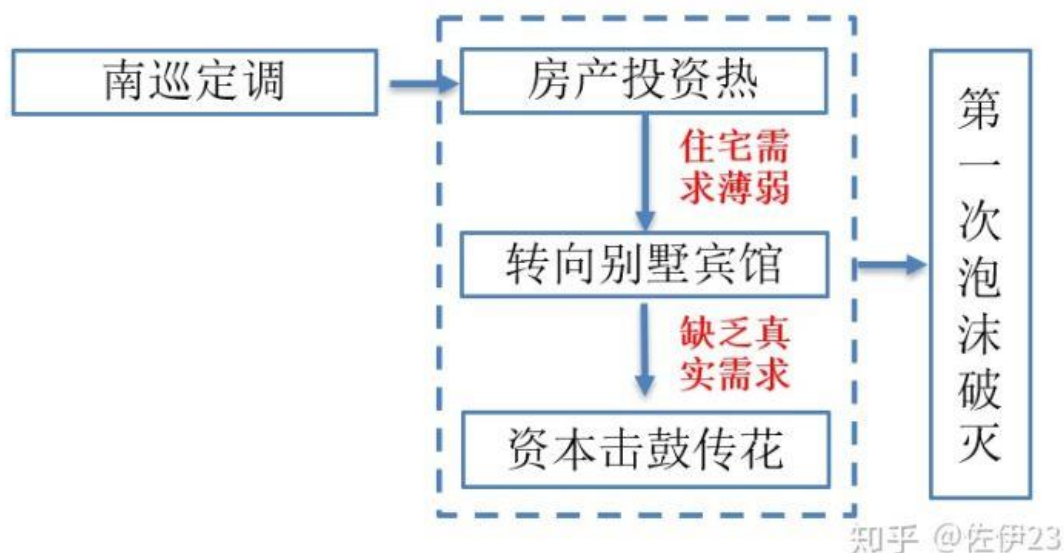 南巡定调
房产投资热
住宅需
求薄弱
转向别墅宾馆
缺乏真
实需求
资本击鼓传花
第一次泡沫破灭
知乎 @佐伊23